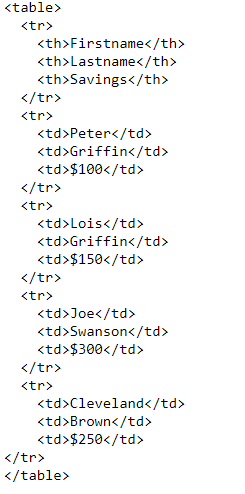 <table>
  <tr>
    <th>Firstname</th>
    <th>Lastname</th>
    <th>Savings</th>
  </tr>
  <tr>
    <td>Peter</td>
    <td>Griffin</td>
    <td>$100</td>
  </tr>
  <tr>
    <td>Lois</td>
    <td>Griffin</td>
    <td>$150</td>
  </tr>
  <tr>
    <td>Joe</td>
    <td>Swanson</td>
    <td>$300</td>
  </tr>
  <tr>
    <td>Cleveland</td>
    <td>Brown</td>
    <td>$250</td>
</tr>
</table>